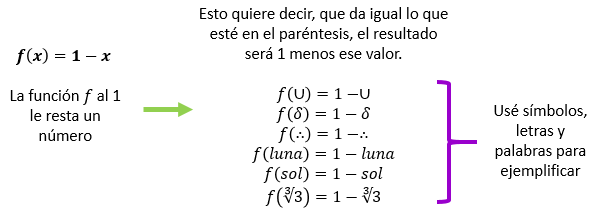 Esto quiere decir, que da igual lo que
esté en el paréntesis, el resultado
será 1 menos ese valor.
f(x) = 1 − x
La función f al 1
le resta un
número
f(∪) = 1 −∪
f(δ) = 1 − δ
f(∴) = 1 −∴
f(luna) = 1 − luna
f(sol) = 1 − sol
f(∛3) = 1 − ∛3
Usé símbolos,
letras y
palabras para
ejemplificar